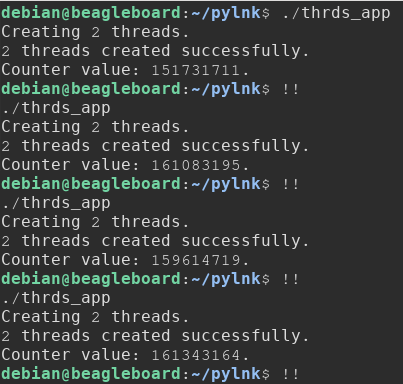 debian@beagleboard:~/pylnk$ ./thrds_app
Creating 2 threads.
2 threads created successfully.
Counter value: 151731711.
debian@beagleboard:~/pylnk$ !!
./thrds_app
Creating 2 threads.
2 threads created successfully.
Counter value: 161083195.
debian@beagleboard:~/pylnk$ !!
./thrds_app
Creating 2 threads.
2 threads created successfully.
Counter value: 159614719.
debian@beagleboard:~/pylnk$ !!
./thrds_app
Creating 2 threads.
2 threads created successfully.
Counter value: 161343164.
debian@beagleboard:~/pylnk$ !!